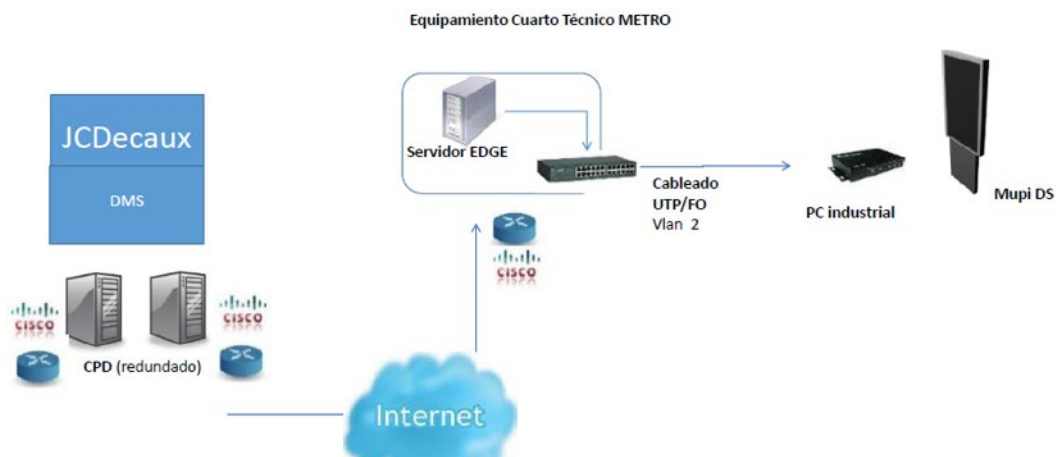 Equipamiento Cuarto Técnico METRO
JCDecaux
DMS
CISCO
CISCO
CPD (redundado)
Internet
Servidor EDGE
CISCO
Cableado
UTP/FO
Vlan 2
PC industrial
Mupi DS